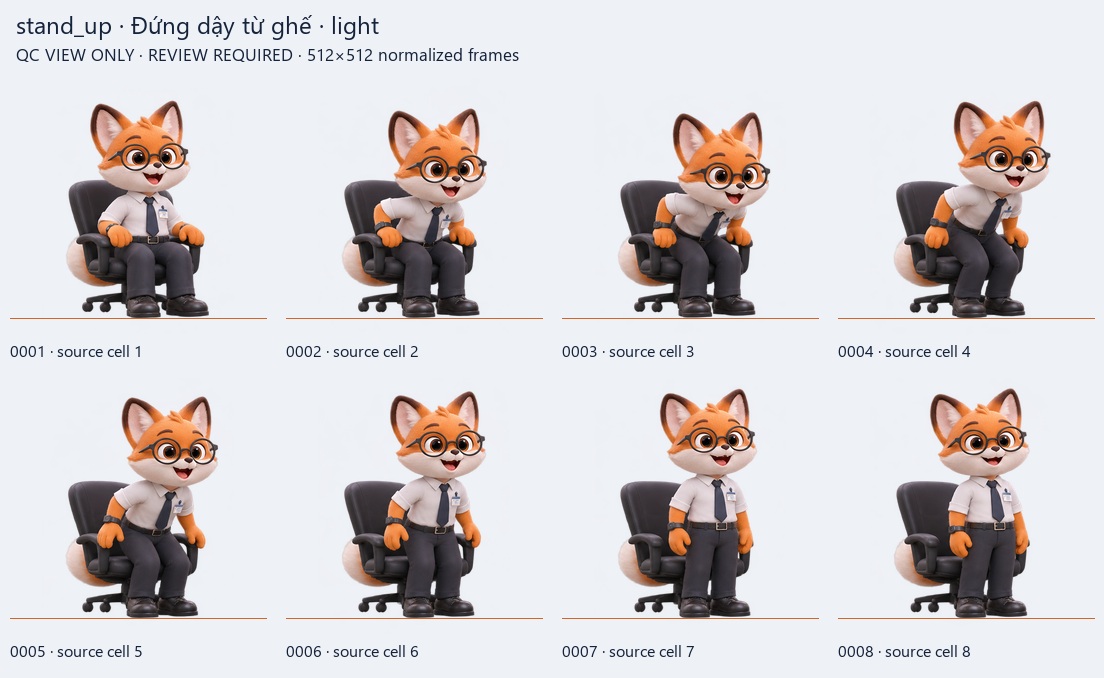 stand_up · Đứng dậy từ ghế · light
QC VIEW ONLY · REVIEW REQUIRED · 512×512 normalized frames
0001 · source cell 1
0002 · source cell 2
0003 · source cell 3
0004 · source cell 4
0005 · source cell 5
0006 · source cell 6
0007 · source cell 7
0008 · source cell 8